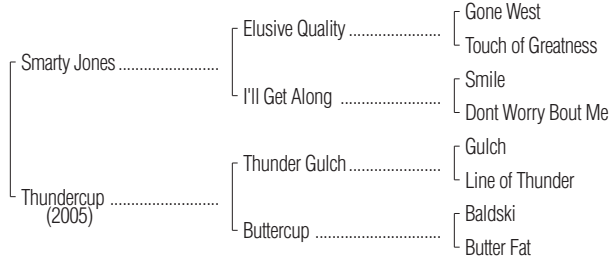 Gone West
Elusive Quality ....................
Touch of Greatness
Smarty Jones ......................
Smile
I'll Get Along ......................
Dont Worry Bout Me
Gulch
Thunder Gulch ....................
Line of Thunder
Thundercup ........................
(2005)
Baldski
Buttercup ...........................
Butter Fat